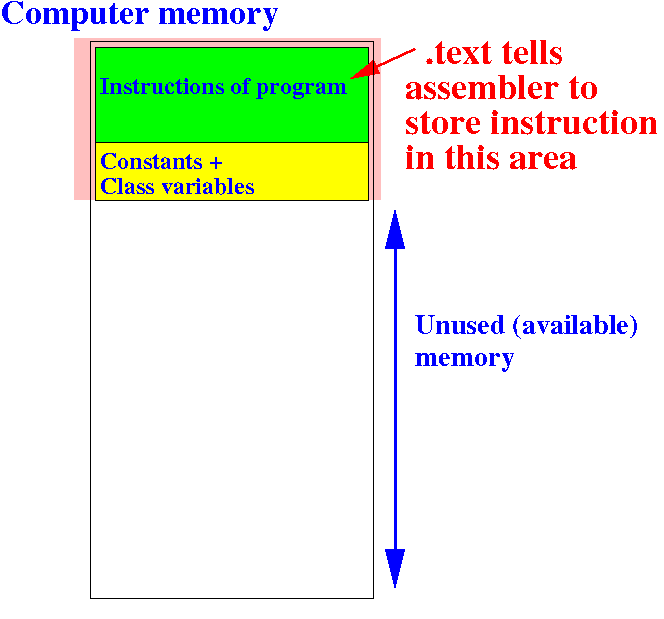 Computer memory
.text tells
assembler to
store instruction
in this area
Instructions of program
Constants +
Class variables
Unused (available)
memory